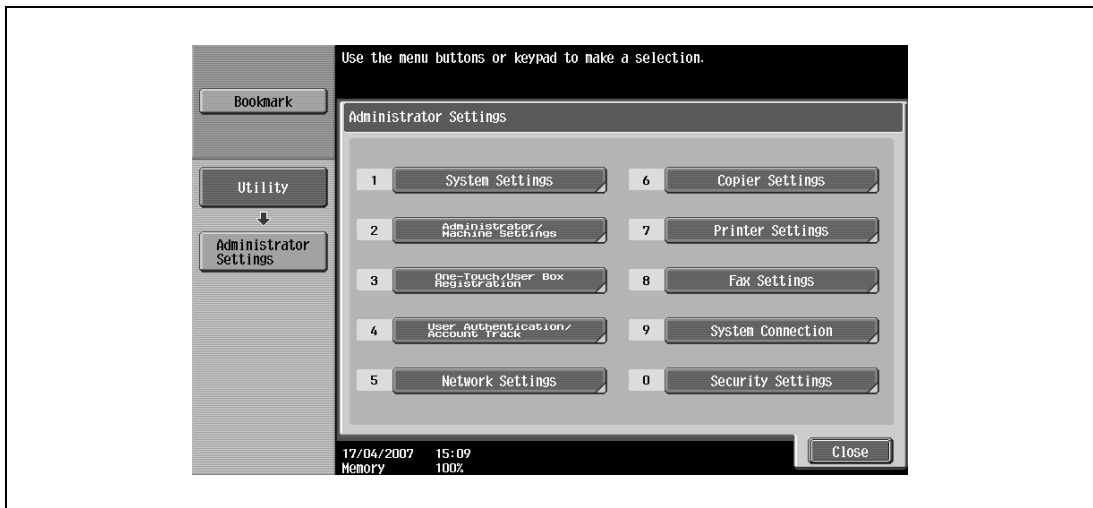 Use the menu buttons or keypad to make a selection.
Bookmark
Administrator Settings
Utility
Administrator
Settings
1 System Settings
2 Administrator/
Machine Settings
3 One-Touch/User Box
Registration
4 User Authentication/
Account Track
5 Network Settings
6 Copier Settings
7 Printer Settings
8 Fax Settings
9 System Connection
0 Security Settings
17/04/2007 15:09
Memory 100%
Close